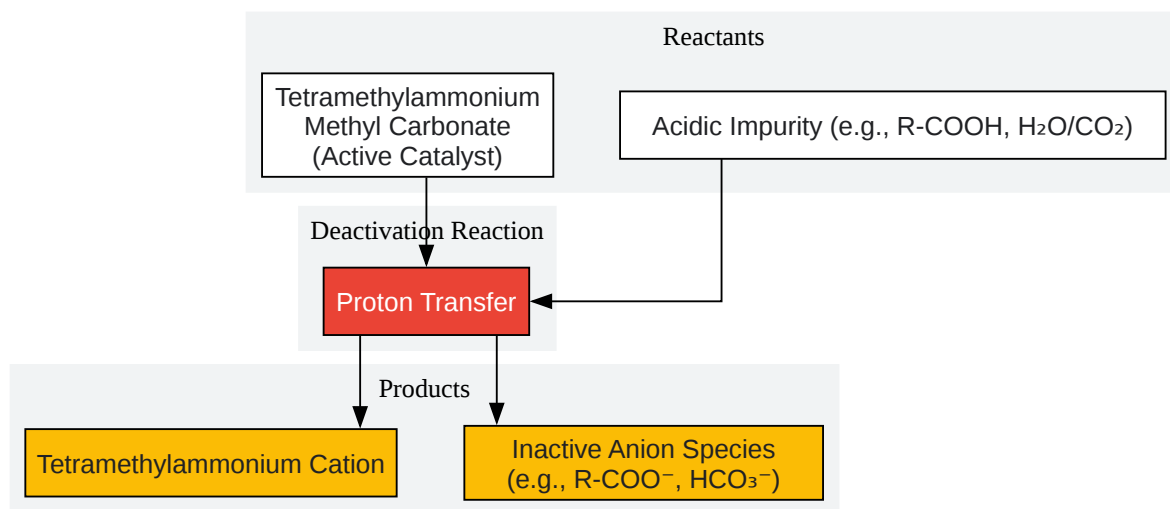 Reactants
Tetramethylammonium
Methyl Carbonate
(Active Catalyst)
Acidic Impurity (e.g., R-COOH, H₂O/CO₂)
Deactivation Reaction
Proton Transfer
Products
Tetramethylammonium Cation
Inactive Anion Species
(e.g., R-COO⁻, HCO₃⁻)